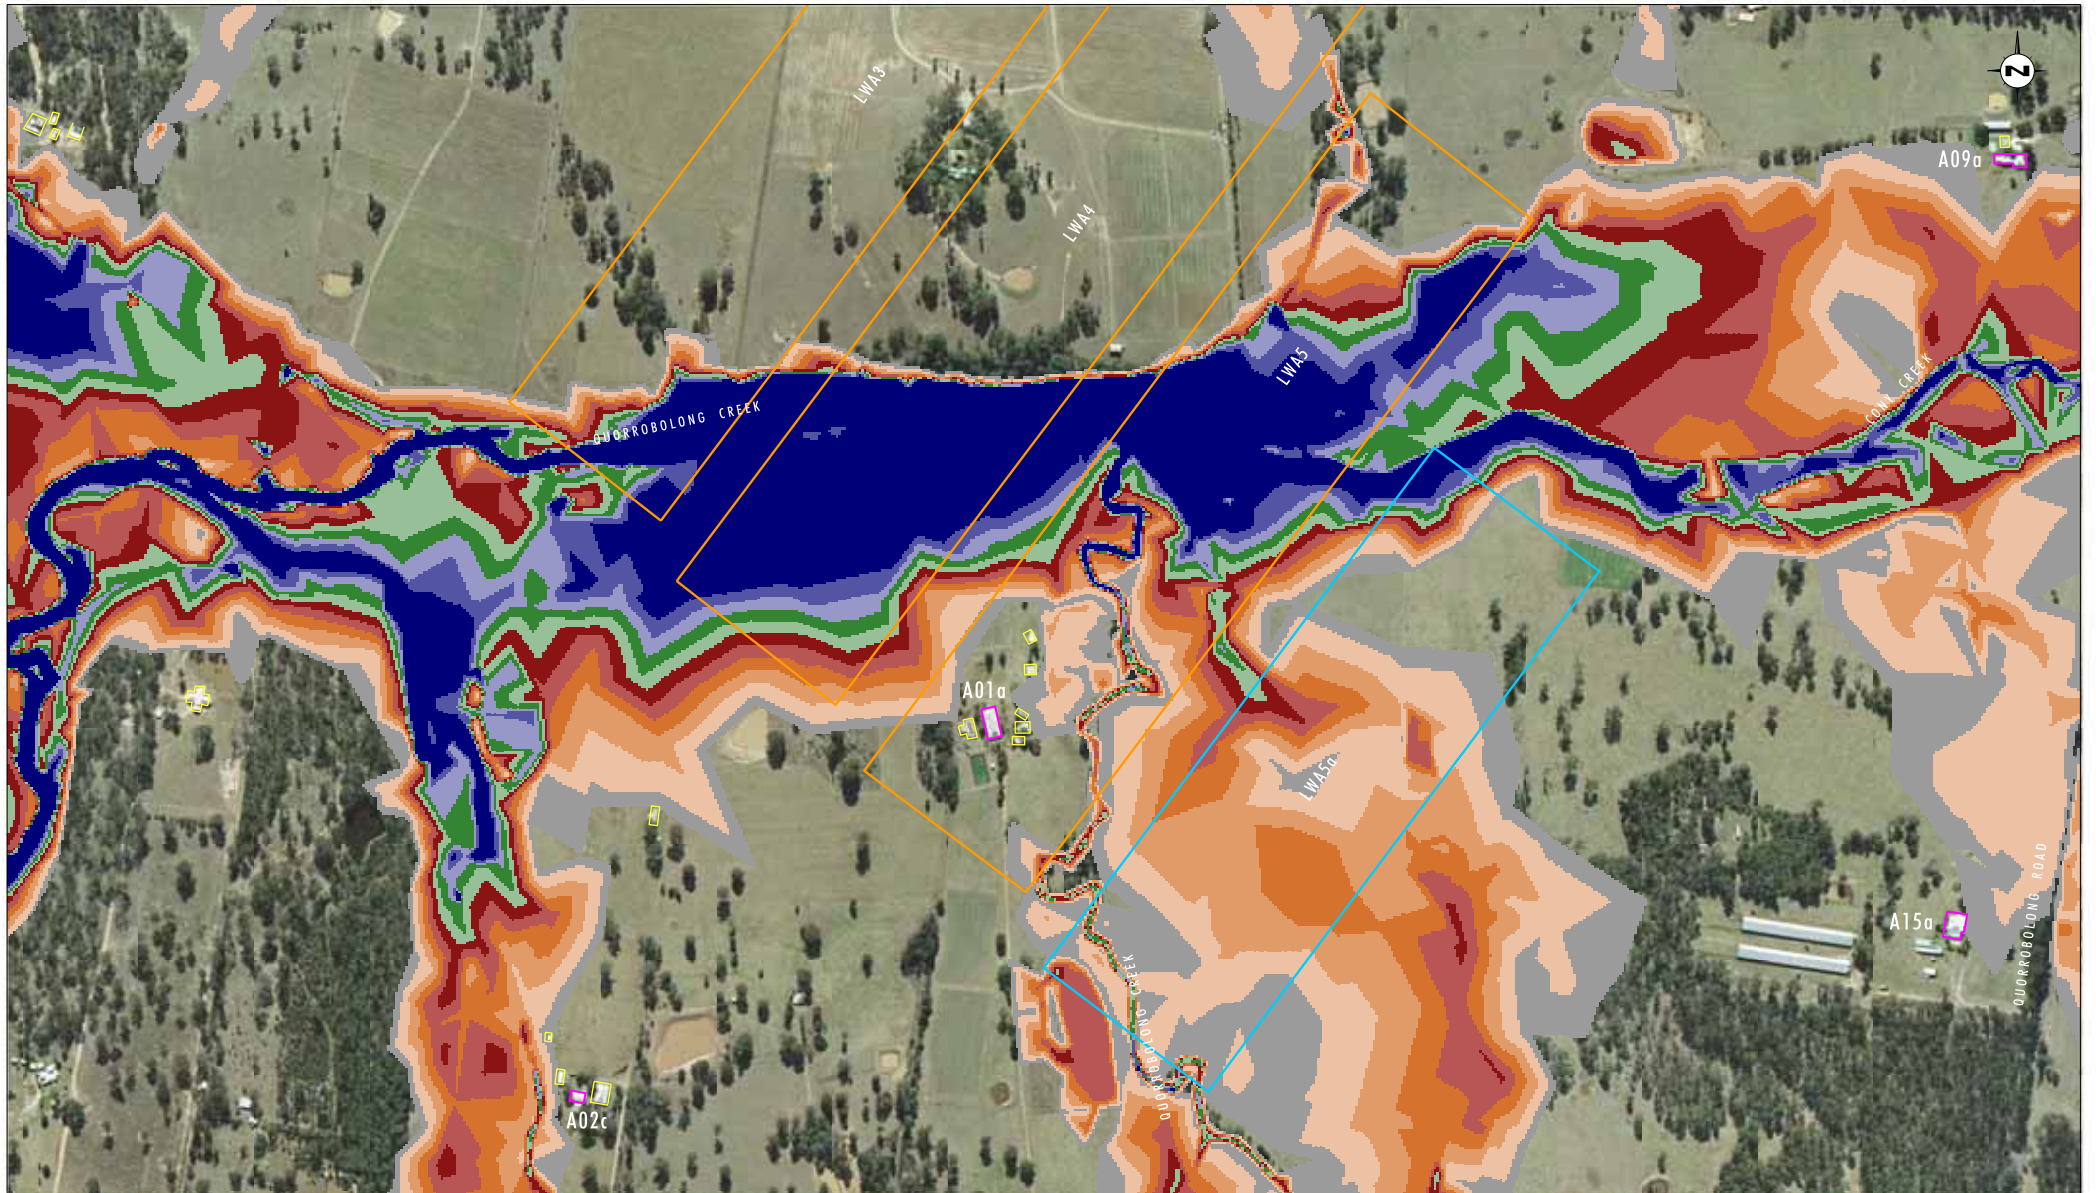 LWA3
N
A09a
LWA4
LWA5
CONY CREEK
QUORROBOLONG CREEK
A01a
LWA5a
QUORROBOLONG ROAD
A15a
QUORROBOLONG CREEK
A02c